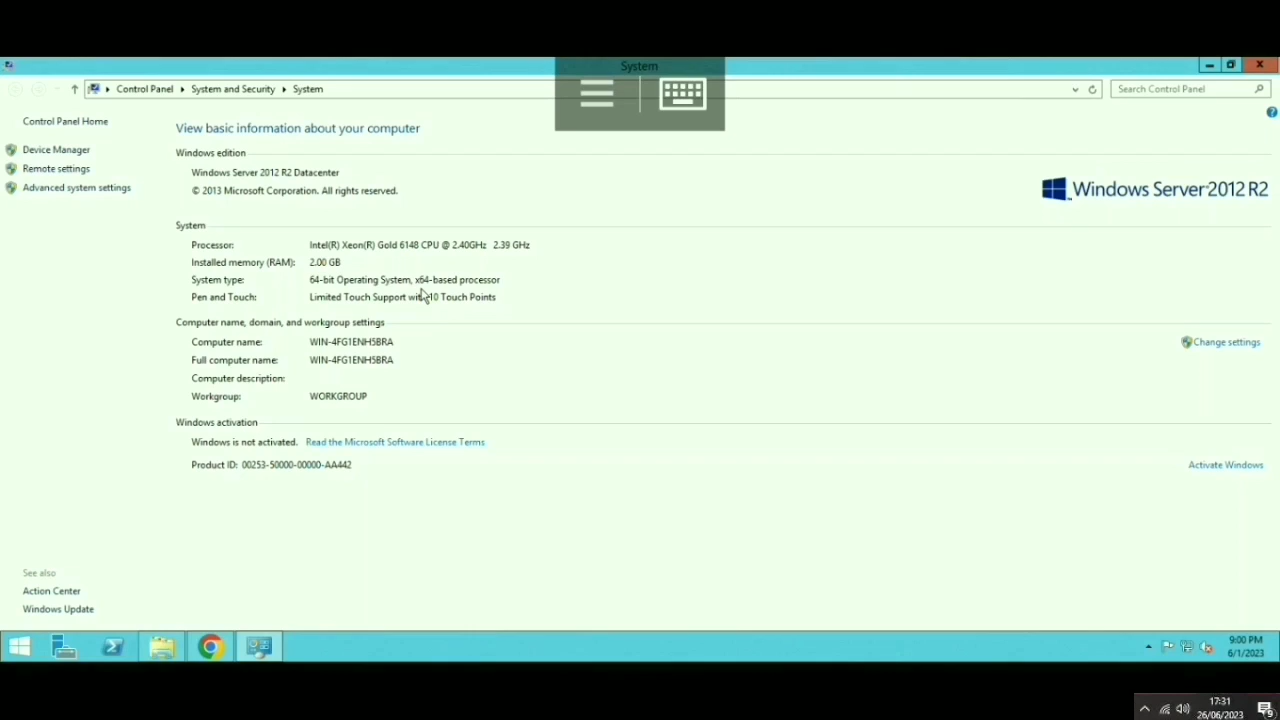 System
Control Panel
System and Security
System
Search Control Panel
Control Panel Home
Device Manager
Remote settings
Advanced system settings
View basic information about your computer
Windows edition
Windows Server 2012 R2 Datacenter
© 2013 Microsoft Corporation. All rights reserved.
Windows Server 2012 R2
System
Processor: Intel(R) Xeon(R) Gold 6148 CPU @ 2.40GHz 2.39 GHz
Installed memory (RAM): 2.00 GB
System type: 64-bit Operating System, x64-based processor
Pen and Touch: Limited Touch Support with 10 Touch Points
Computer name, domain, and workgroup settings
Computer name: WIN-4FG1ENH5BRA
Change settings
Full computer name: WIN-4FG1ENH5BRA
Computer description:
Workgroup: WORKGROUP
Windows activation
Windows is not activated. Read the Microsoft Software License Terms
Product ID: 00253-50000-00000-AA442
Activate Windows
See also
Action Center
Windows Update
9:00 PM
6/1/2023
17:31
26/06/2023